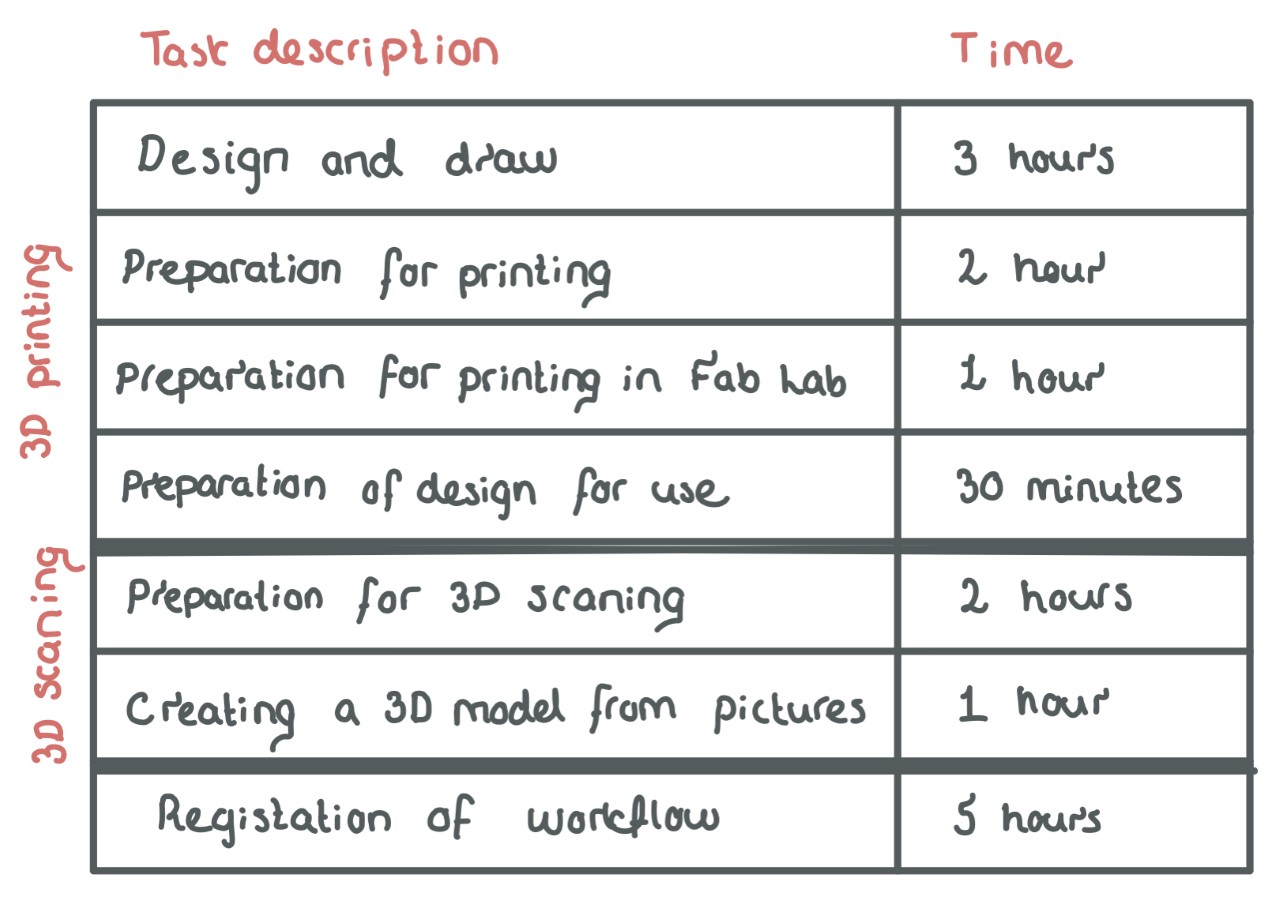 Task description Time
Design and draw 3 hours
Preparation for printing 2 hour
Preparation for printing in Fab Lab 1 hour
Preparation of design for use 30 minutes
3D printing
Preparation for 3D scaning 2 hours
Creating a 3D model from pictures 1 hour
3D scaning
Registation of workflow 5 hours